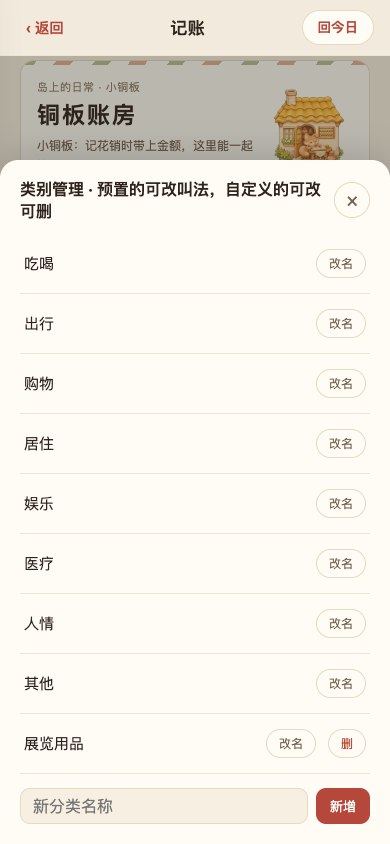 ‹ 返回
记账
回今日
岛上的日常 · 小铜板
铜板账房
小铜板：记花销时带上金额，这里能一起
类别管理 · 预置的可改叫法，自定义的可改
可删
×
吃喝
改名
出行
改名
购物
改名
居住
改名
娱乐
改名
医疗
改名
人情
改名
其他
改名
展览用品
改名
删
新分类名称
新增